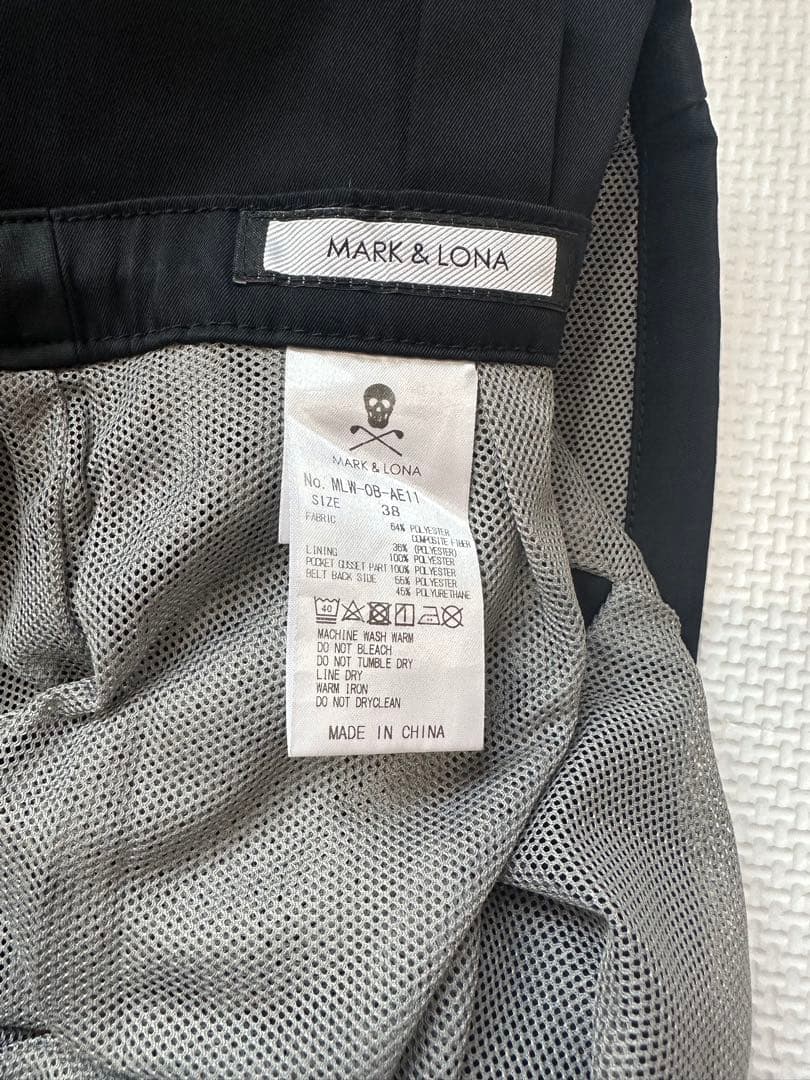 MARK & LONA
MARK & LONA
No. MLW-0B-AE11
SIZE 38
FABRIC 64% POLYESTER
COMPOSITE FIBER
36% (POLYESTER)
LINING 100% POLYESTER
POCKET GUSSET PART 100% POLYESTER
BELT BACK SIDE 55% POLYESTER
45% POLYURETHANE
40
MACHINE WASH WARM
DO NOT BLEACH
DO NOT TUMBLE DRY
LINE DRY
WARM IRON
DO NOT DRYCLEAN
MADE IN CHINA